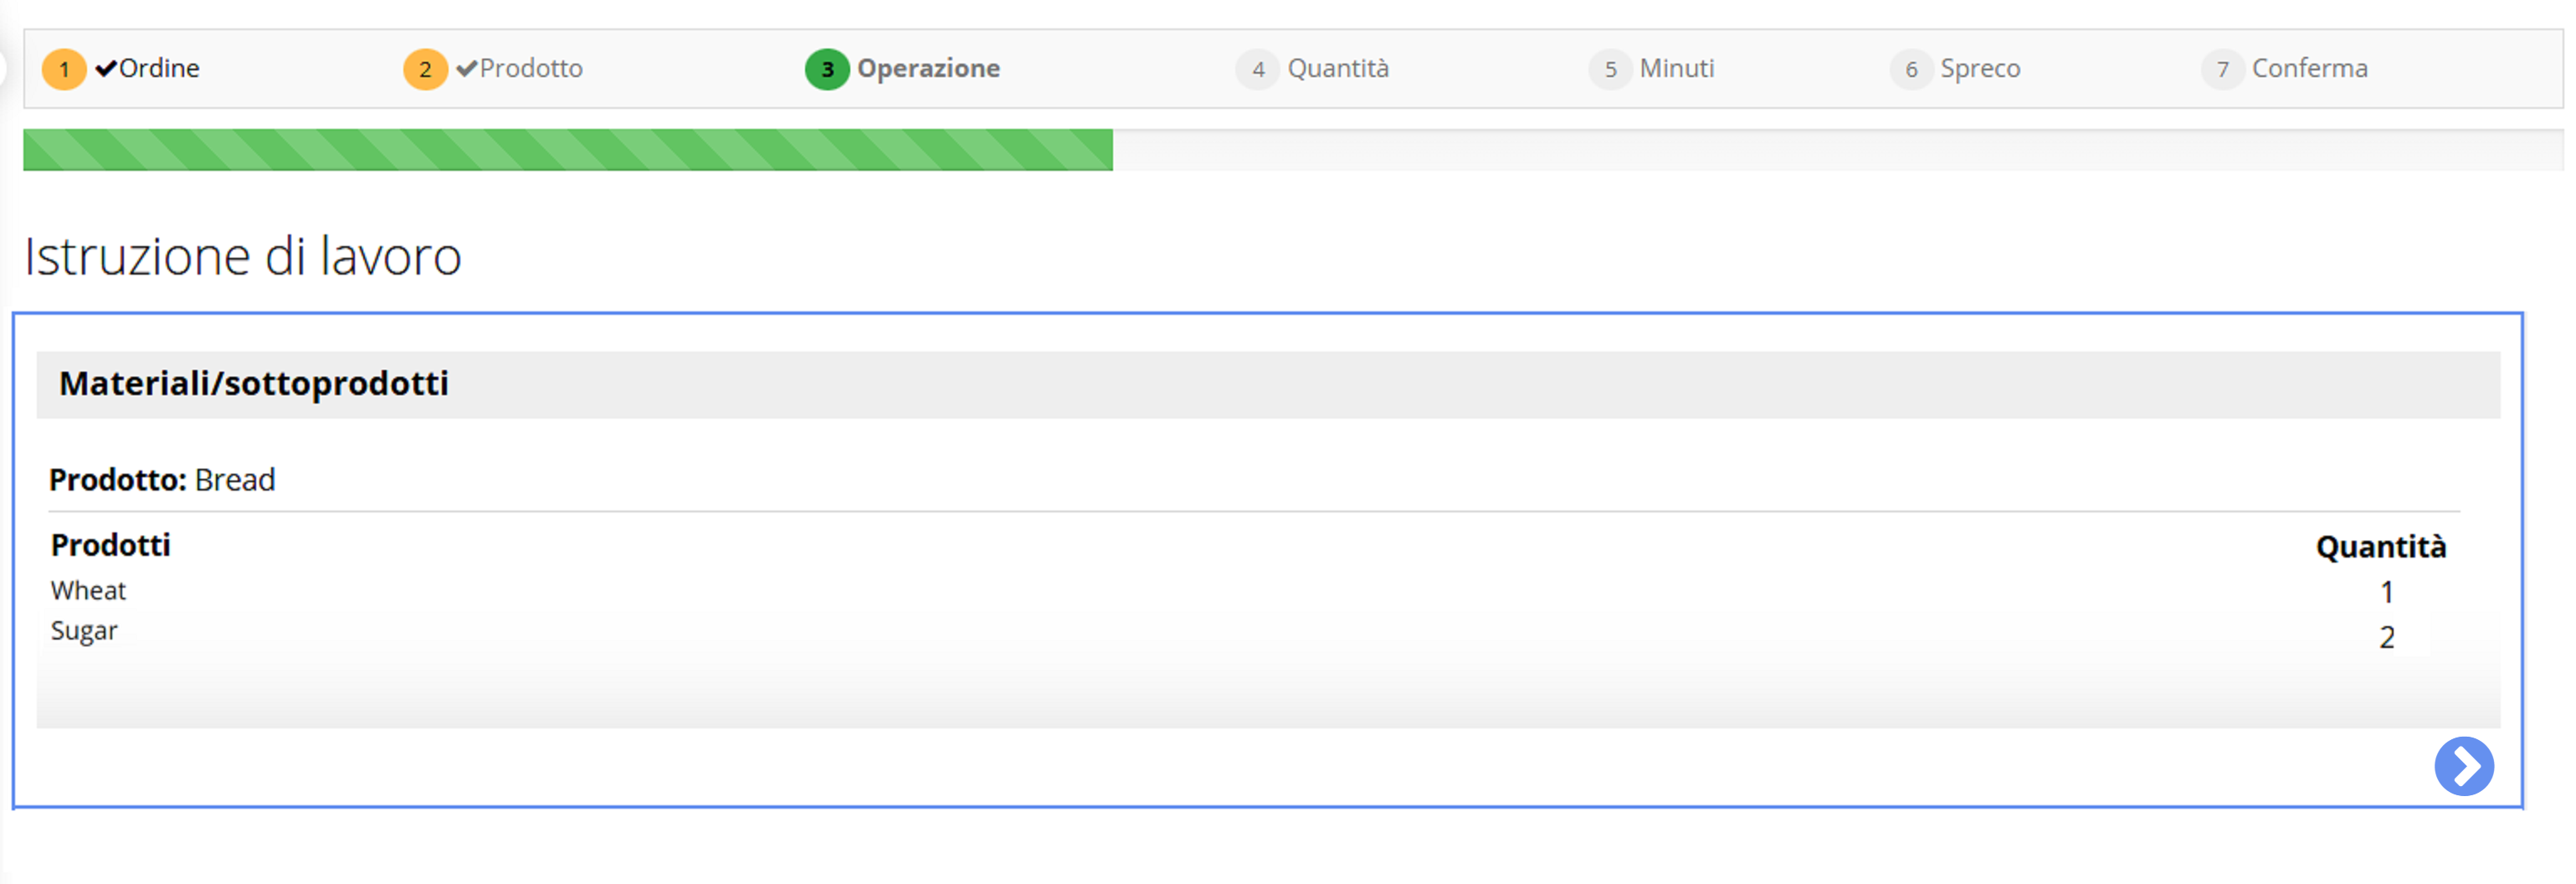 1 ✔Ordine 2 ✔Prodotto 3 Operazione 4 Quantità 5 Minuti 6 Spreco 7 Conferma
Istruzione di lavoro
Materiali/sottoprodotti
Prodotto: Bread
Prodotti Quantità
Wheat 1
Sugar 2